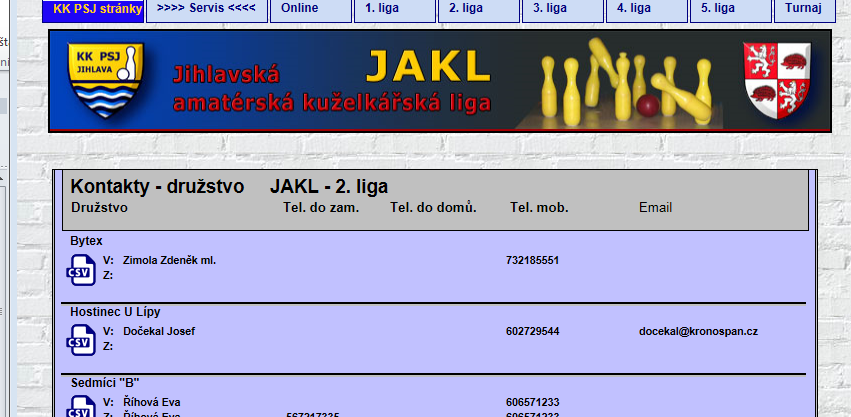 KK PSJ stránky >>>> Servis <<<< Online 1. liga 2. liga 3. liga 4. liga 5. liga Turnaj
KK PSJ
JIHLAVA
JAKL
Jihlavská
amatérská kuželkářská liga
Kontakty - družstvo JAKL - 2. liga
Družstvo Tel. do zam. Tel. do domů. Tel. mob. Email
Bytex
CSV V: Zimola Zdeněk ml. 732185551
Z:
Hostinec U Lípy
CSV V: Dočekal Josef 602729544 docekal@kronospan.cz
Z:
Sedmíci "B"
CSV V: Říhová Eva 606571233
Z: Říhová Eva 567217335 606571233